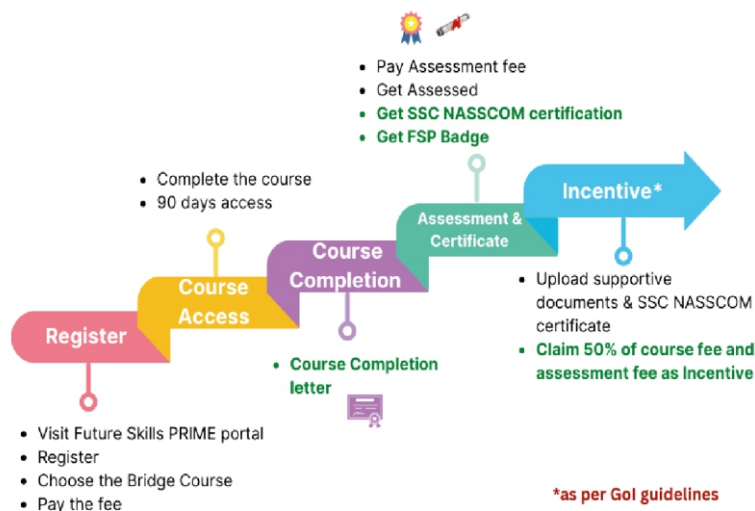 • Pay Assessment fee
• Get Assessed
• Get SSC NASSCOM certification
• Get FSP Badge
• Complete the course
• 90 days access
Register
Course
Access
Course
Completion
Assessment &
Certificate
Incentive*
• Visit Future Skills PRIME portal
• Register
• Choose the Bridge Course
• Pay the fee
• Course Completion
letter
• Upload supportive
documents & SSC NASSCOM
certificate
• Claim 50% of course fee and
assessment fee as Incentive
*as per GoI guidelines